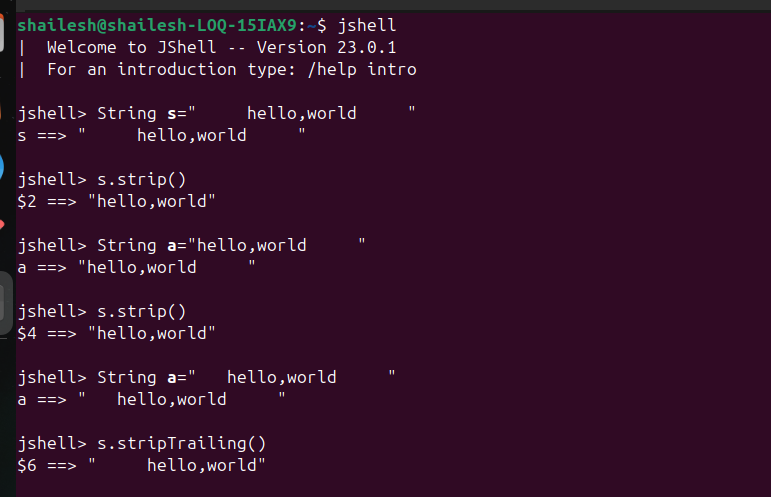 shailesh@shailesh-LOQ-15IAX9:~$ jshell
|  Welcome to JShell -- Version 23.0.1
|  For an introduction type: /help intro
jshell> String s="     hello,world     "
s ==> "     hello,world     "
jshell> s.strip()
$2 ==> "hello,world"
jshell> String a="hello,world     "
a ==> "hello,world     "
jshell> s.strip()
$4 ==> "hello,world"
jshell> String a="   hello,world     "
a ==> "   hello,world     "
jshell> s.stripTrailing()
$6 ==> "     hello,world"